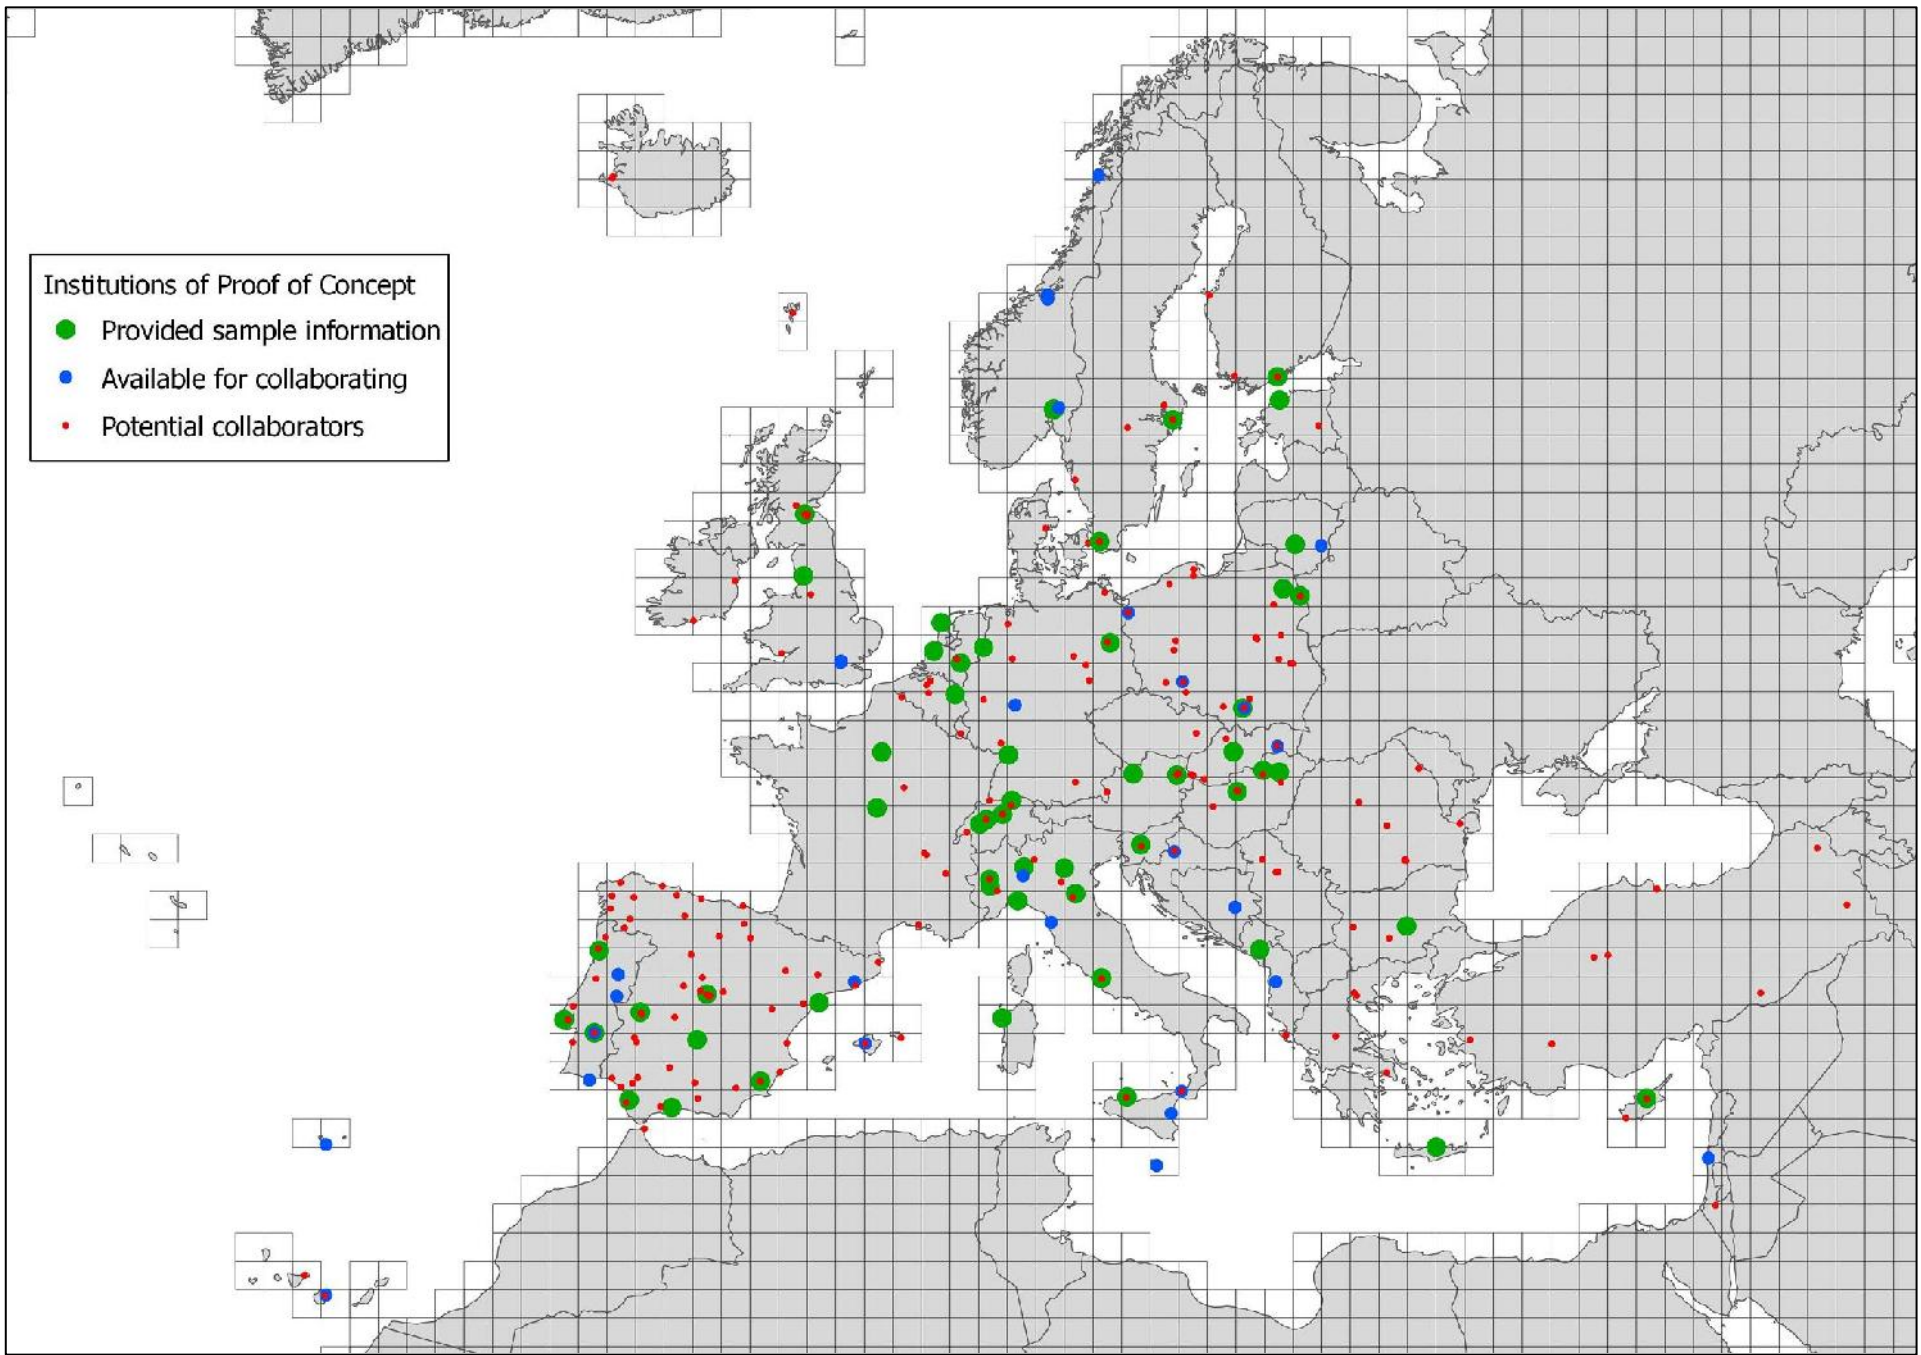 Institutions of Proof of Concept
Provided sample information
Available for collaborating
Potential collaborators